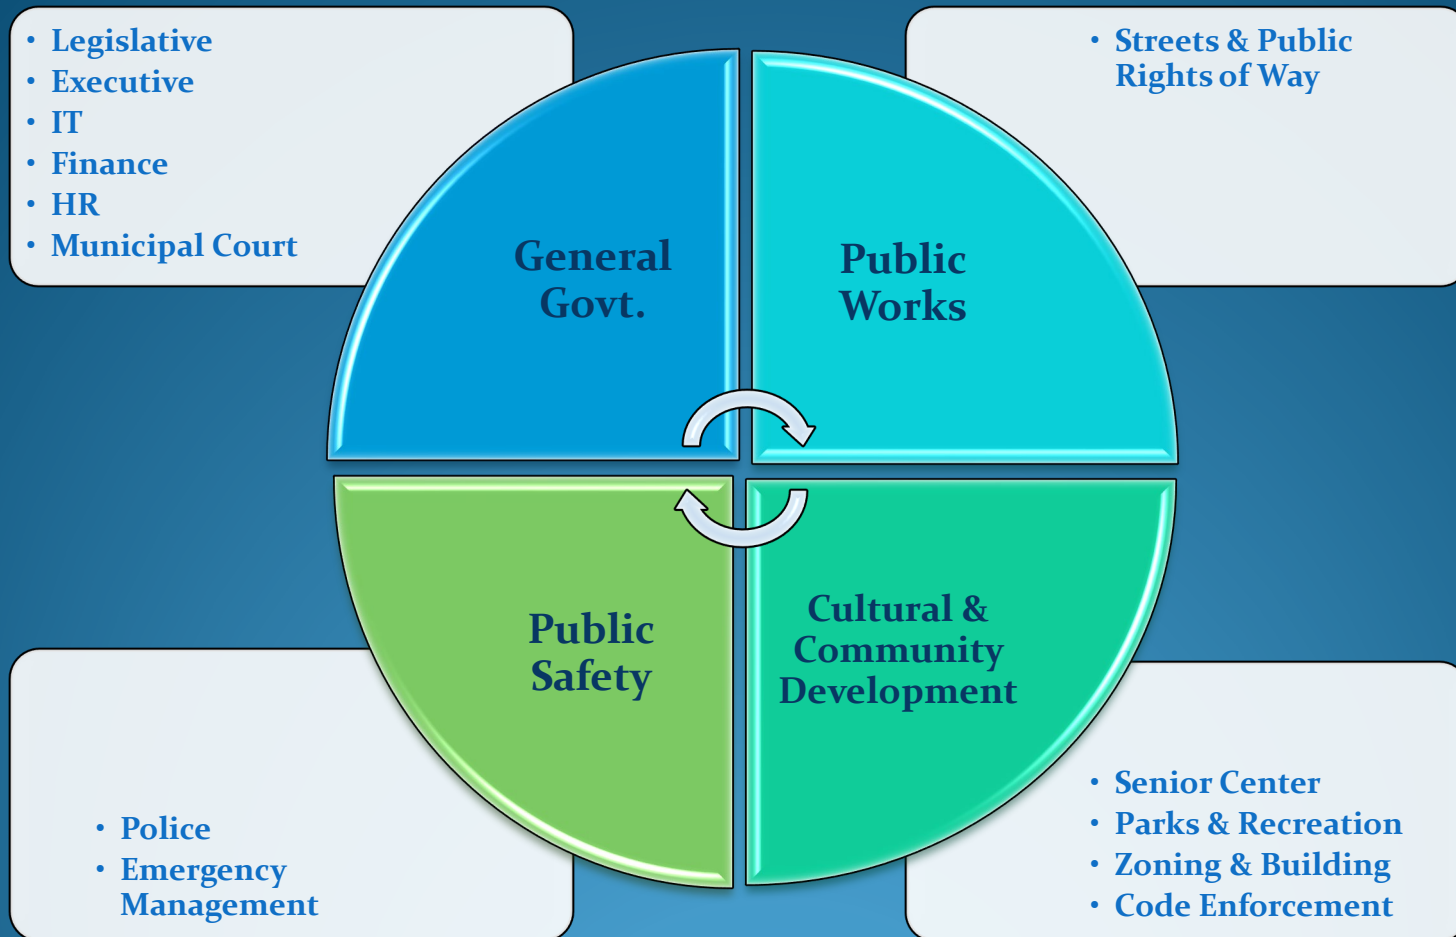 • Legislative
• Executive
• IT
• Finance
• HR
• Municipal Court
• Streets & Public
Rights of Way
General
Govt.
Public
Works
Public
Safety
Cultural &
Community
Development
• Police
• Emergency
Management
• Senior Center
• Parks & Recreation
• Zoning & Building
• Code Enforcement